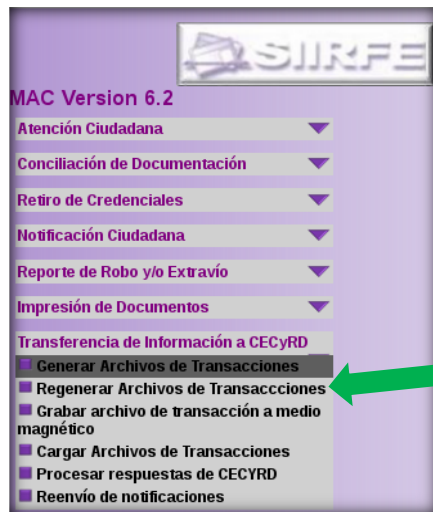 SIIRFE
MAC Version 6.2
Atención Ciudadana
Conciliación de Documentación
Retiro de Credenciales
Notificación Ciudadana
Reporte de Robo y/o Extravío
Impresión de Documentos
Transferencia de Información a CECyRD
Generar Archivos de Transacciones
Regenerar Archivos de Transaccciones
Grabar archivo de transacción a medio
magnético
Cargar Archivos de Transacciones
Procesar respuestas de CECYRD
Reenvío de notificaciones